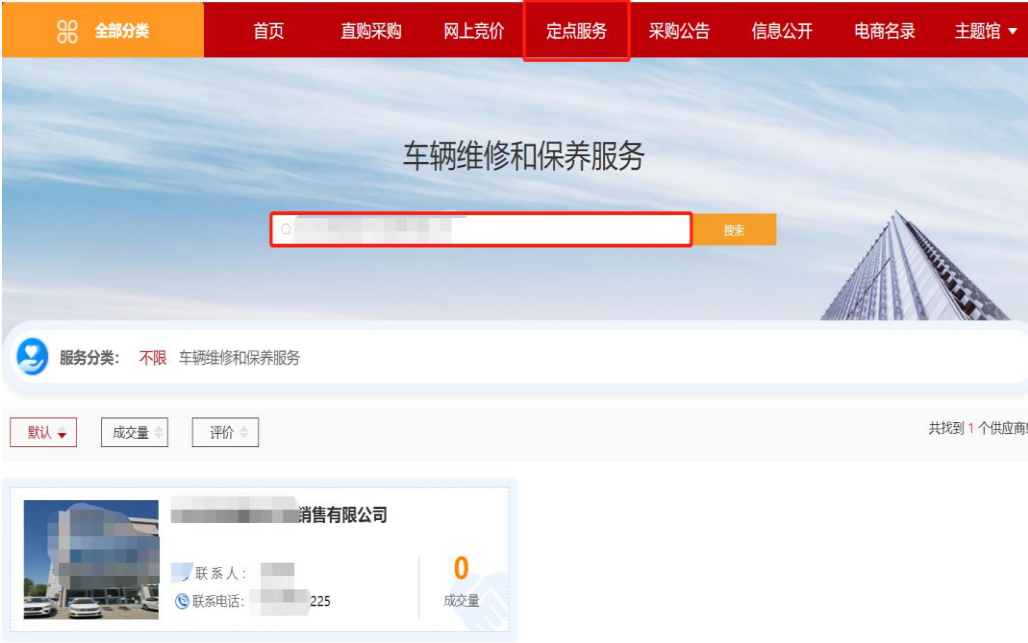 全部分类 首页 直购采购 网上竞价 定点服务 采购公告 信息公开 电商名录 主题馆
车辆维修和保养服务
搜索
服务分类: 不限 车辆维修和保养服务
默认 成交量 评价 共找到 1 个供应商!
销售有限公司
联系人:
0
联系电话: 225 成交量